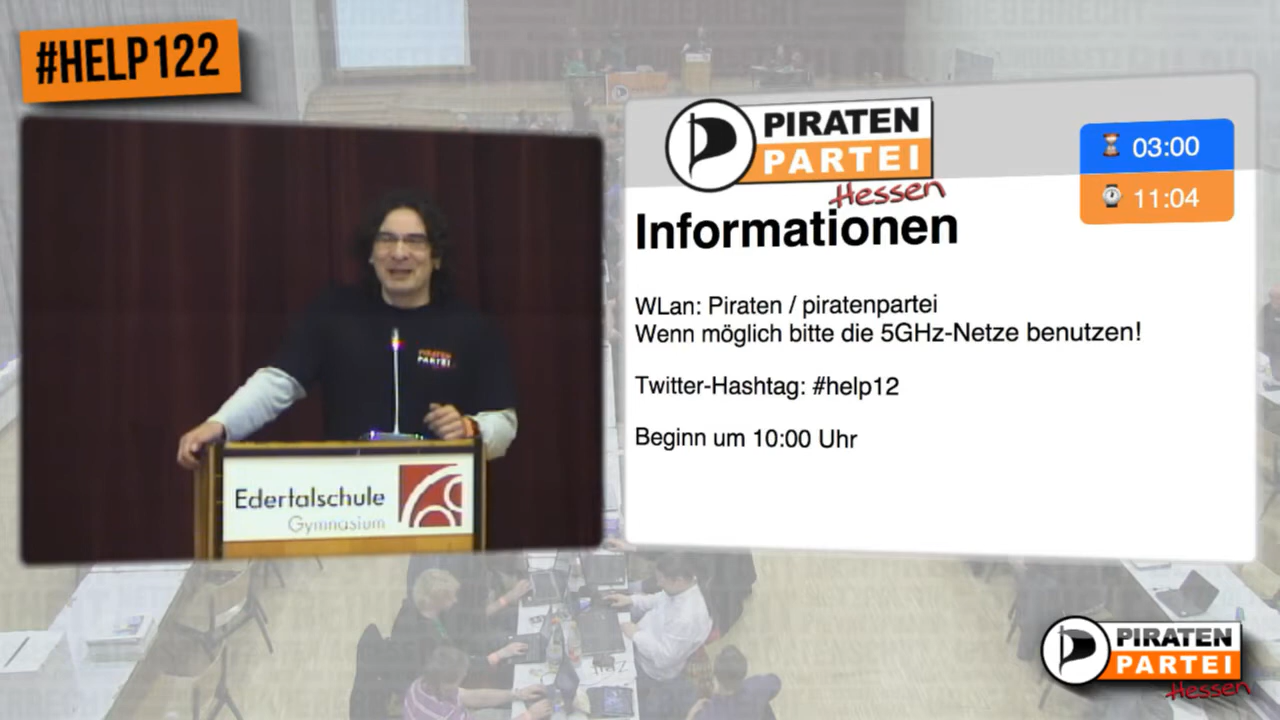 #HELP122
PIRATEN
PARTEI
Hessen
03:00
11:04
Informationen
WLan: Piraten / piratenpartei
Wenn möglich bitte die 5GHz-Netze benutzen!
Twitter-Hashtag: #help12
Beginn um 10:00 Uhr
PIRATEN
PARTEI
Edertalschule
Gymnasium
PIRATEN
PARTEI
Hessen